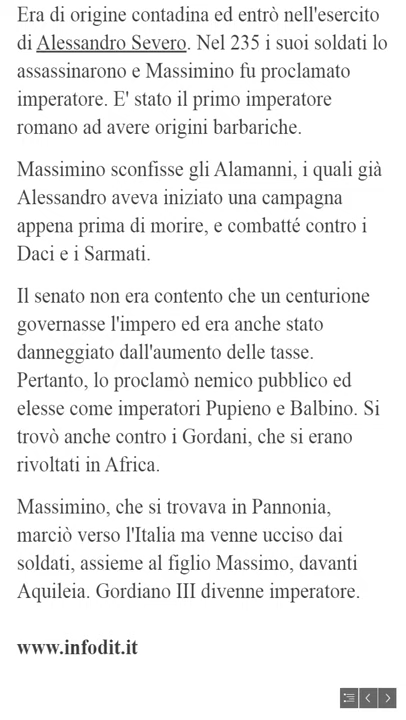 Era di origine contadina ed entrò nell'esercito
di Alessandro Severo. Nel 235 i suoi soldati lo
assassinarono e Massimino fu proclamato
imperatore. E' stato il primo imperatore
romano ad avere origini barbariche.
Massimino sconfisse gli Alamanni, i quali già
Alessandro aveva iniziato una campagna
appena prima di morire, e combatté contro i
Daci e i Sarmati.
Il senato non era contento che un centurione
governasse l'impero ed era anche stato
danneggiato dall'aumento delle tasse.
Pertanto, lo proclamò nemico pubblico ed
elesse come imperatori Pupieno e Balbino. Si
trovò anche contro i Gordani, che si erano
rivoltati in Africa.
Massimino, che si trovava in Pannonia,
marciò verso l'Italia ma venne ucciso dai
soldati, assieme al figlio Massimo, davanti
Aquileia. Gordiano III divenne imperatore.
www.infodit.it